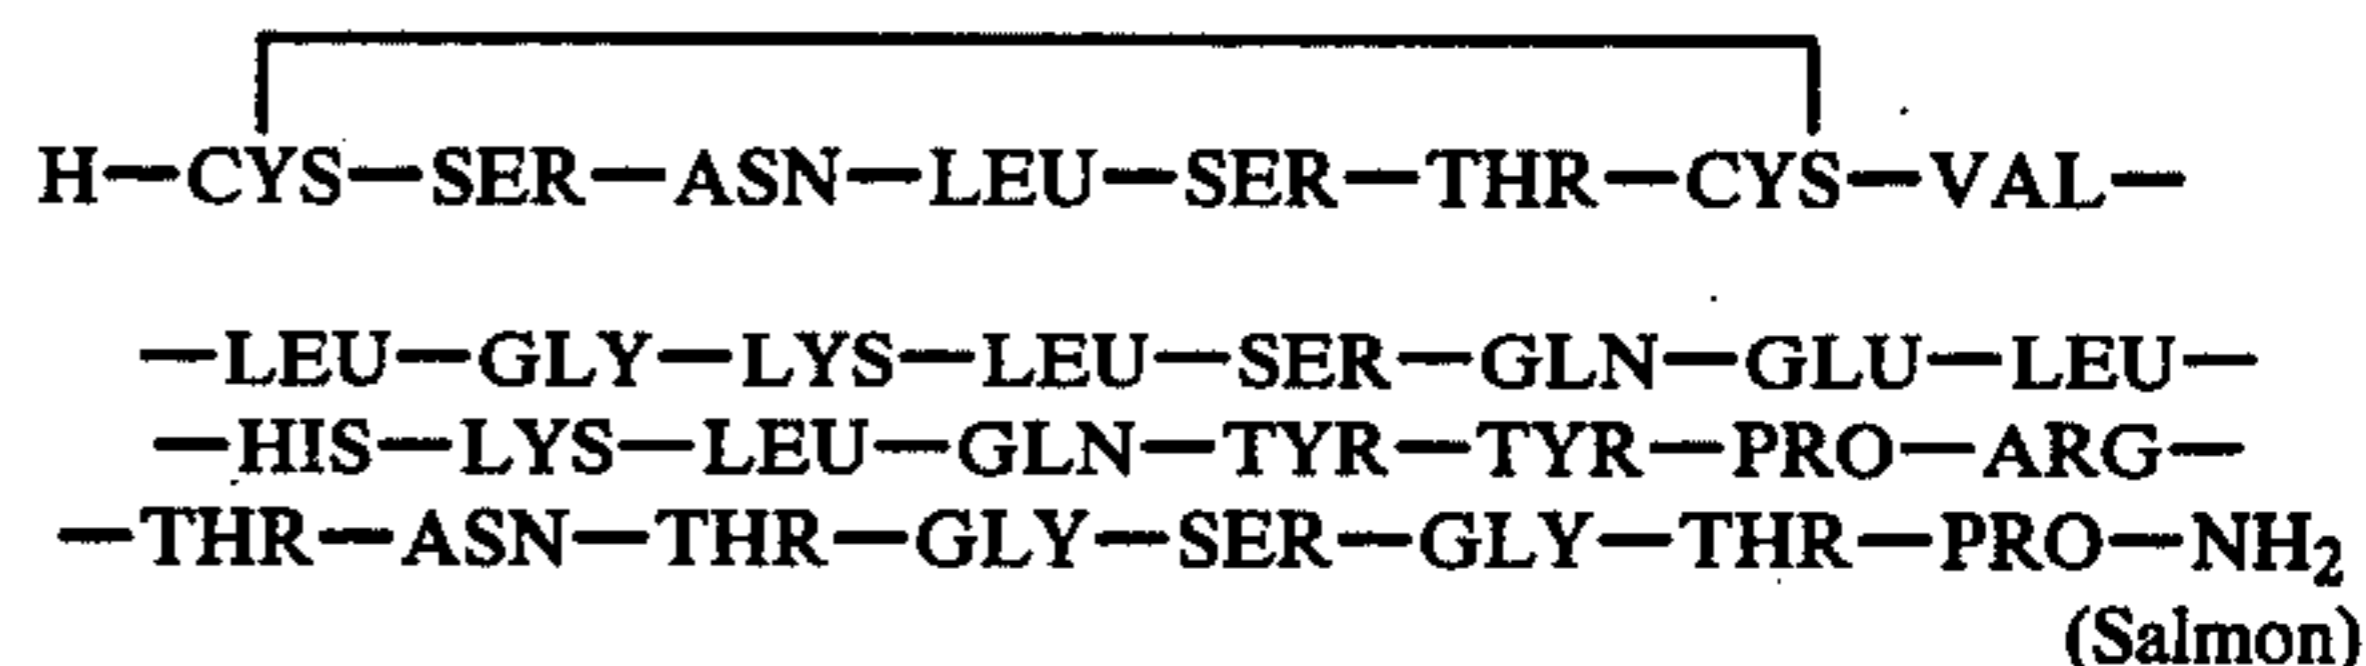 H—CYS—SER—ASN—LEU—SER—THR—CYS—VAL—
—LEU—GLY—LYS—LEU—SER—GLN—GLU—LEU—
—HIS—LYS—LEU—GLN—TYR—TYR—PRO—ARG—
—THR—ASN—THR—GLY—SER—GLY—THR—PRO—NH₂
(Salmon)